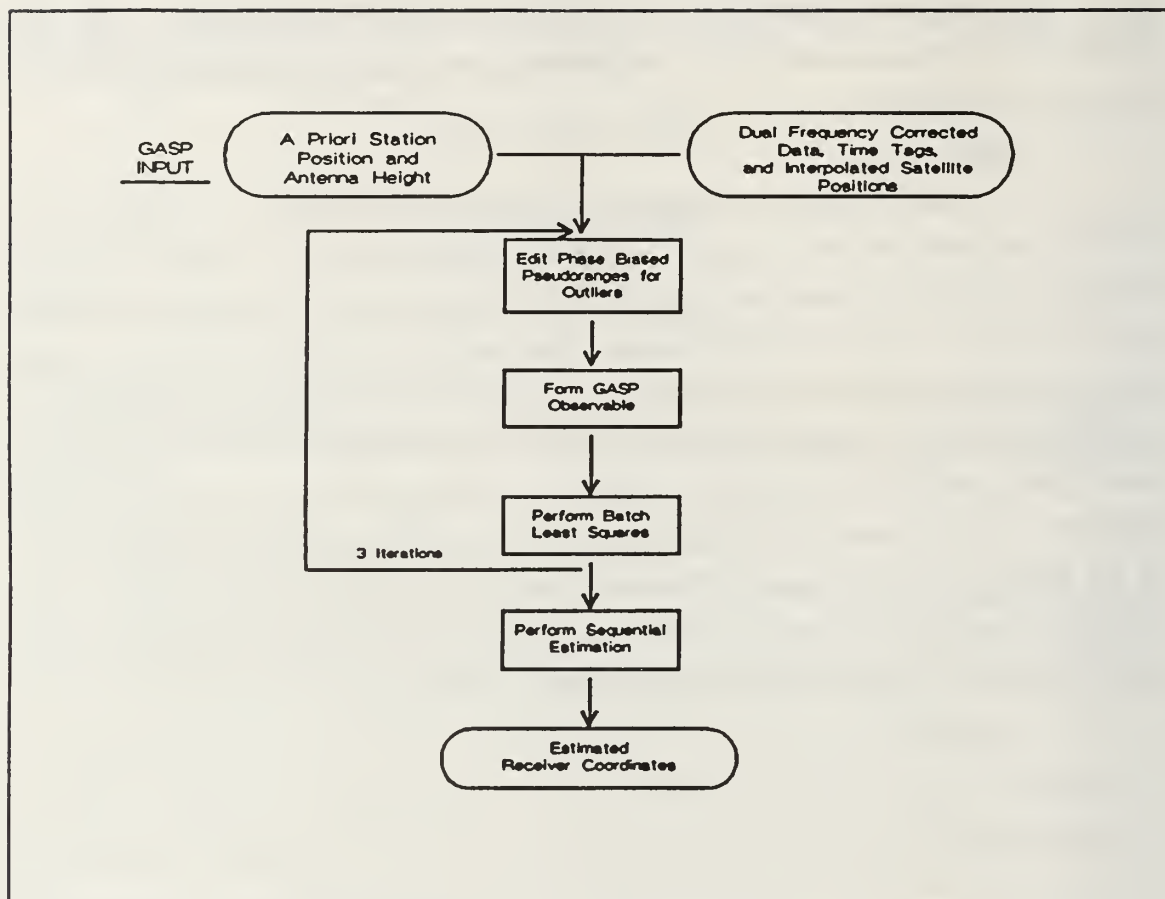 GASP
INPUT
A Priori Station
Position and
Antenna Height
Dual Frequency Corrected
Data, Time Tags,
and Interpolated Satellite
Positions
Edit Phase Biased
Pseudoranges for
Outliers
Form GASP
Observable
Perform Batch
Least Squares
3 Iterations
Perform Sequential
Estimation
Estimated
Receiver Coordinates